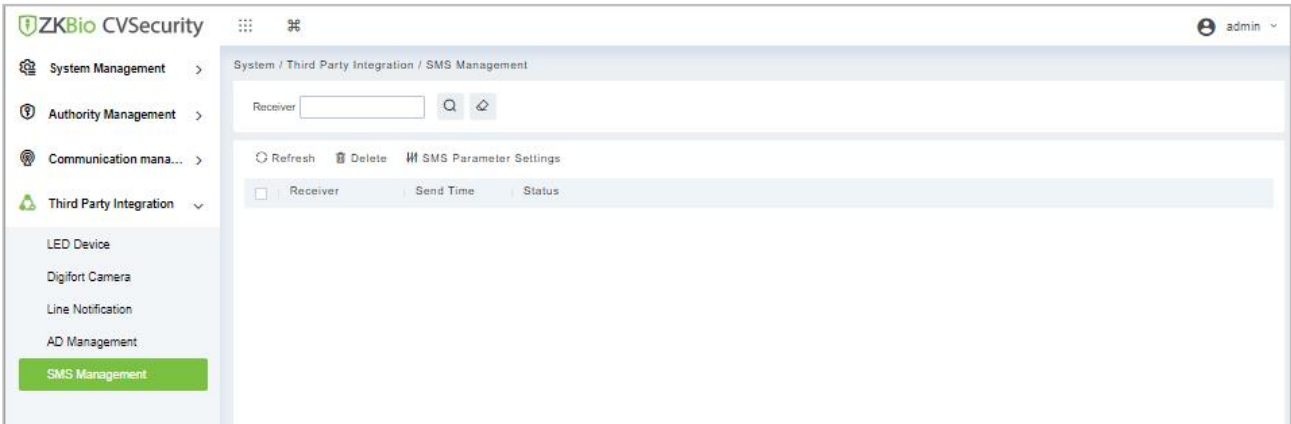 ZKBio CVSecurity
admin
System Management
Authority Management
Communication mana...
Third Party Integration
LED Device
Digifort Camera
Line Notification
AD Management
SMS Management
System / Third Party Integration / SMS Management
Receiver
Refresh Delete SMS Parameter Settings
Receiver Send Time Status